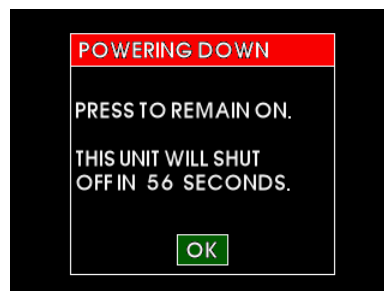 POWERING DOWN
PRESS TO REMAIN ON.
THIS UNIT WILL SHUT
OFF IN 56 SECONDS.
OK